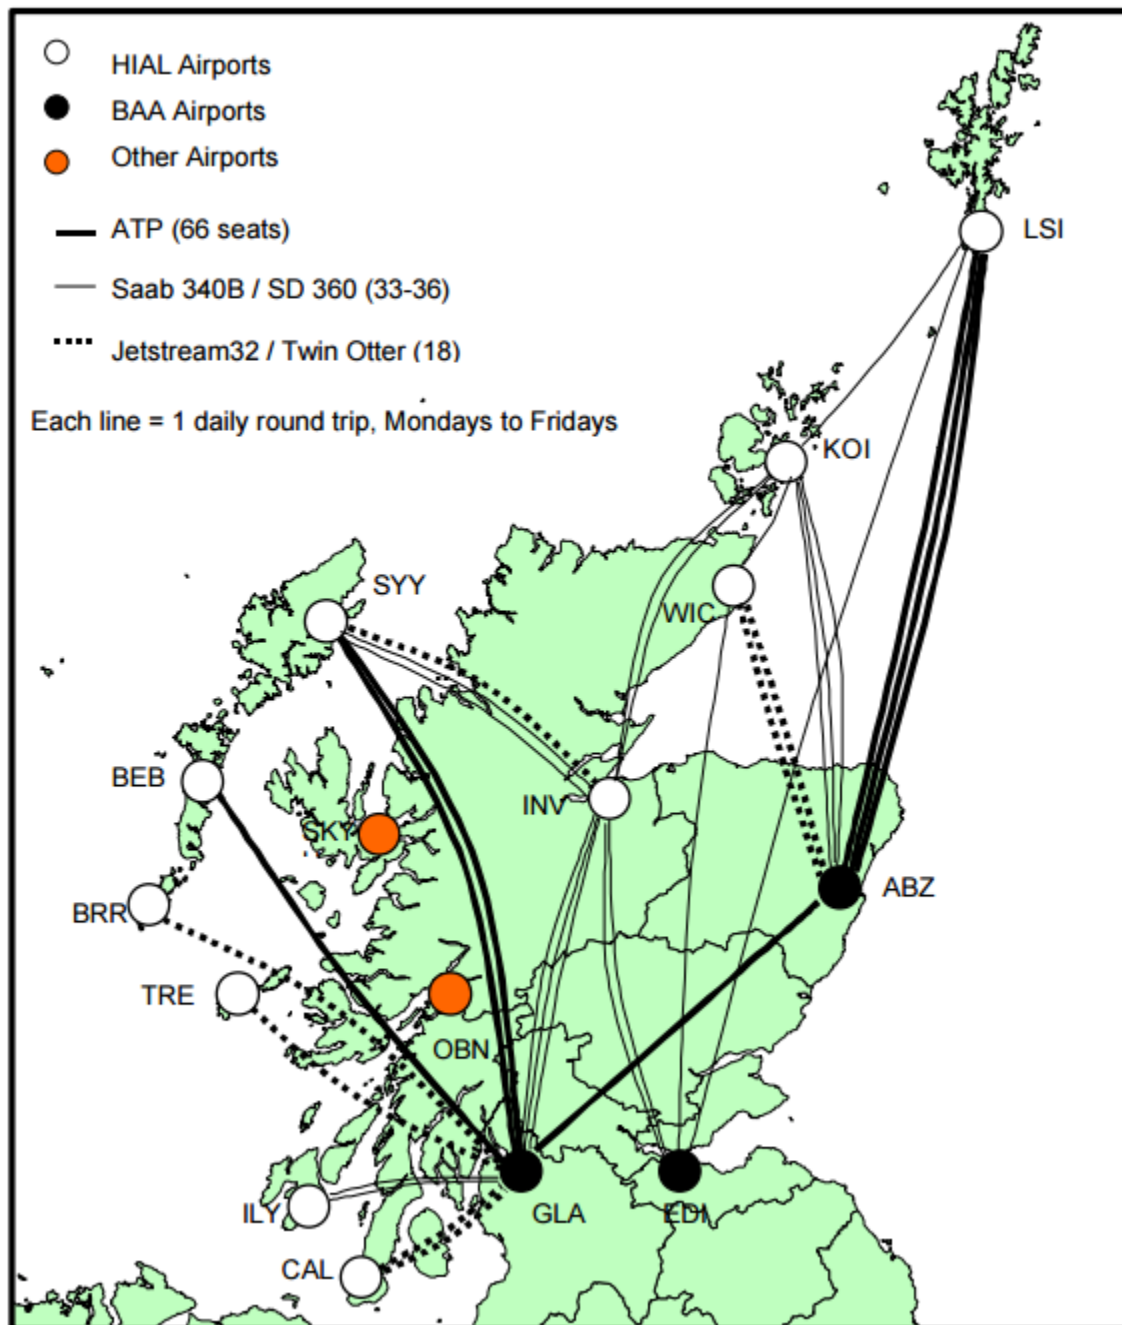 HIAL Airports
BAA Airports
Other Airports
ATP (66 seats)
Saab 340B / SD 360 (33-36)
Jetstream32 / Twin Otter (18)
Each line = 1 daily round trip, Mondays to Fridays
LSI
KOI
SYY
WIC
BEB
INV
SKY
ABZ
BRR
TRE
OBN
ILY
GLA
EDI
CAL